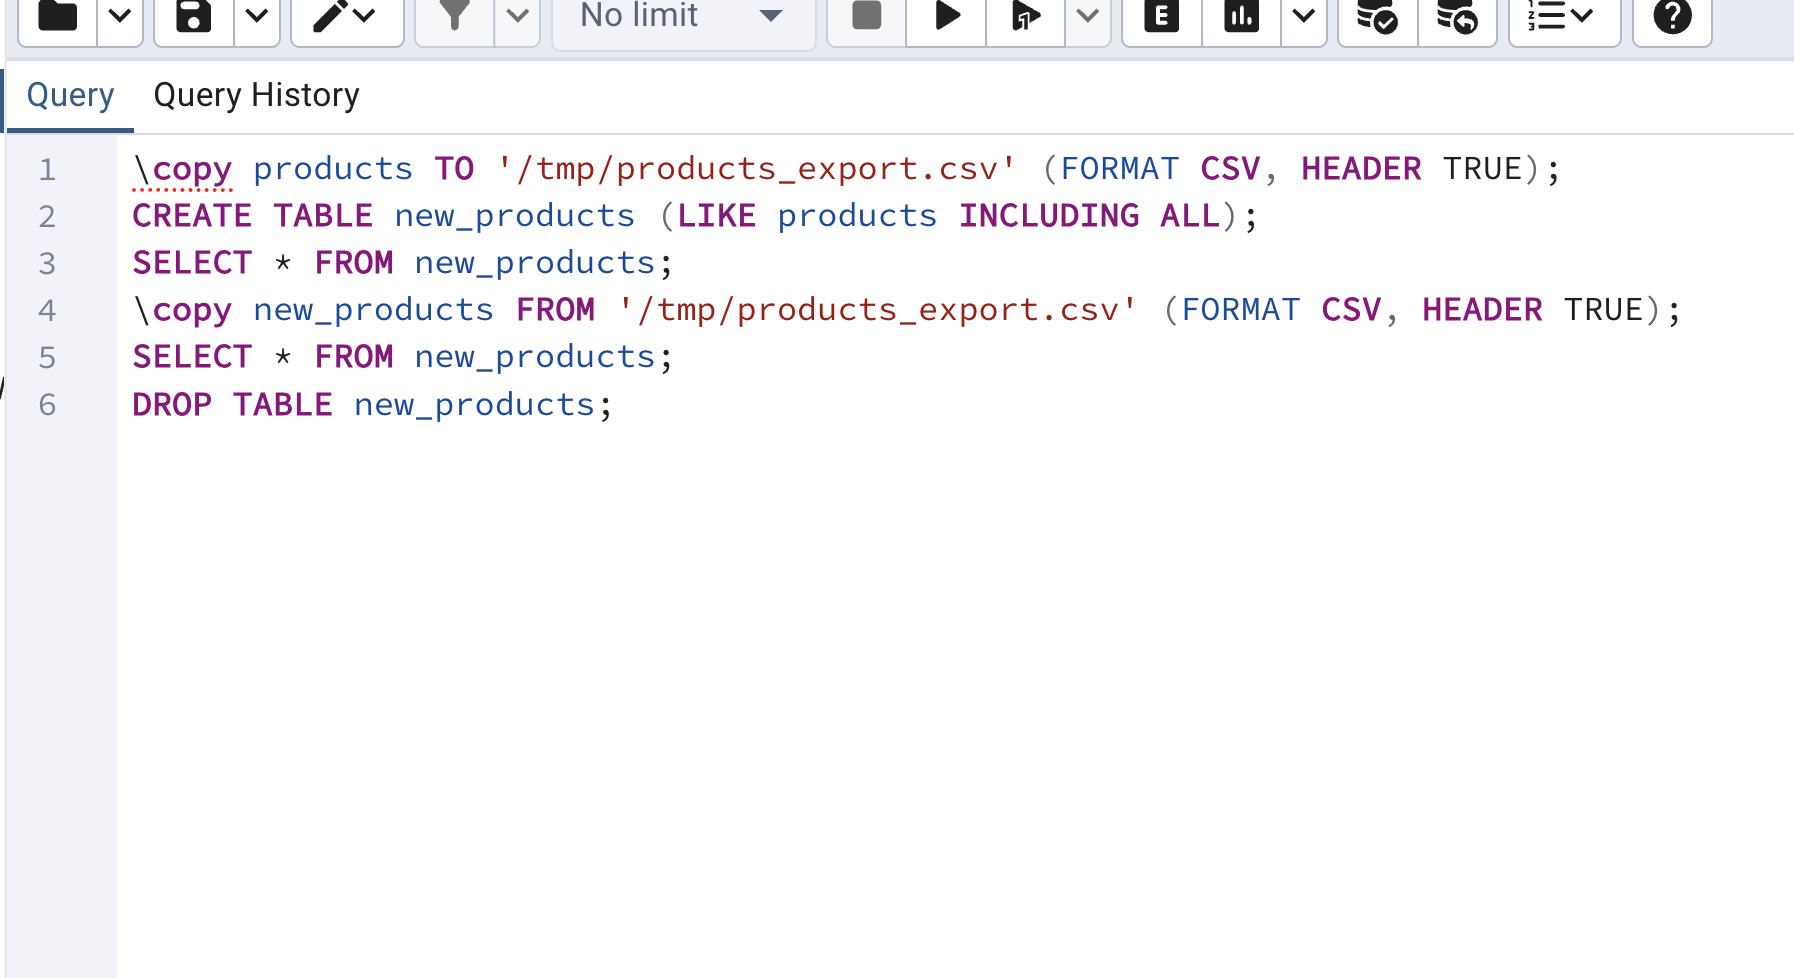 No limit
E
Query Query History
1 \copy products TO '/tmp/products_export.csv' (FORMAT CSV, HEADER TRUE);
2 CREATE TABLE new_products (LIKE products INCLUDING ALL);
3 SELECT * FROM new_products;
4 \copy new_products FROM '/tmp/products_export.csv' (FORMAT CSV, HEADER TRUE);
5 SELECT * FROM new_products;
6 DROP TABLE new_products;